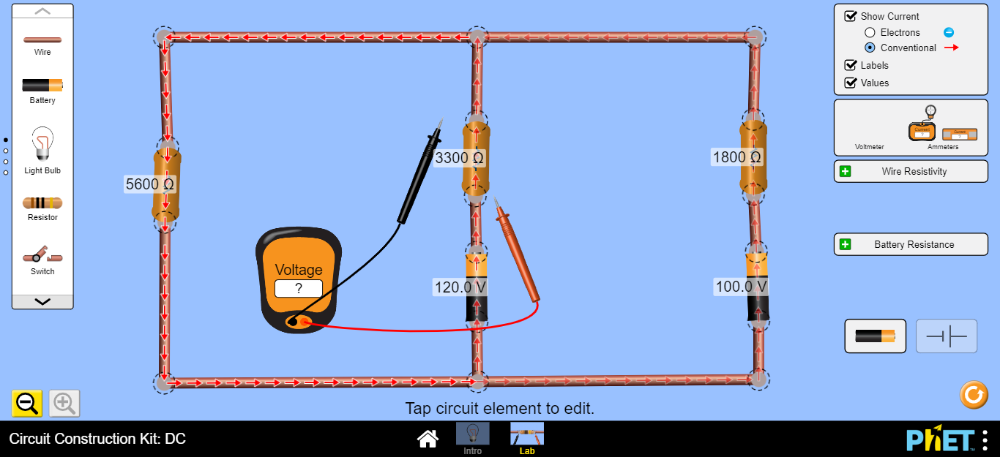 Wire
Battery
Light Bulb
Resistor
Switch
5600 Ω
3300 Ω
1800 Ω
Voltage
?
120.0 V
100.0 V
Tap circuit element to edit.
Show Current
Electrons
Conventional
Labels
Values
Current
?
Current
?
Voltmeter
Ammeters
Wire Resistivity
Battery Resistance
Circuit Construction Kit: DC
Intro
Lab
PhET